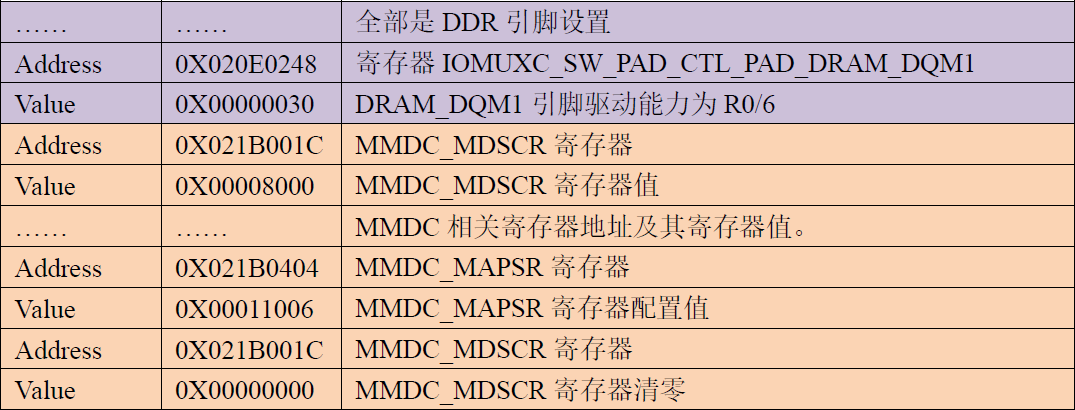 …… …… 全部是 DDR 引脚设置
Address 0X020E0248 寄存器 IOMUXC_SW_PAD_CTL_PAD_DRAM_DQM1
Value 0X00000030 DRAM_DQM1 引脚驱动能力为 R0/6
Address 0X021B001C MMDC_MDSCR 寄存器
Value 0X00008000 MMDC_MDSCR 寄存器值
…… …… MMDC 相关寄存器地址及其寄存器值。
Address 0X021B0404 MMDC_MAPSR 寄存器
Value 0X00011006 MMDC_MAPSR 寄存器配置值
Address 0X021B001C MMDC_MDSCR 寄存器
Value 0X00000000 MMDC_MDSCR 寄存器清零